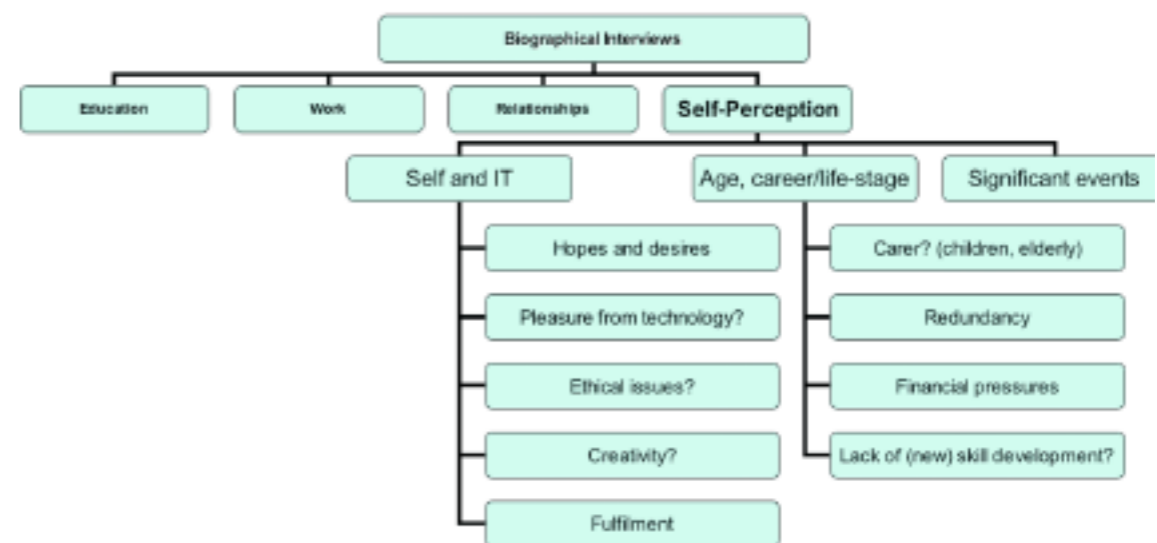 Biographical Interviews
Education
Work
Relationships
Self-Perception
Self and IT
Age, career/life-stage
Significant events
Hopes and desires
Carer? (children, elderly)
Pleasure from technology?
Redundancy
Ethical issues?
Financial pressures
Creativity?
Lack of (new) skill development?
Fulfilment